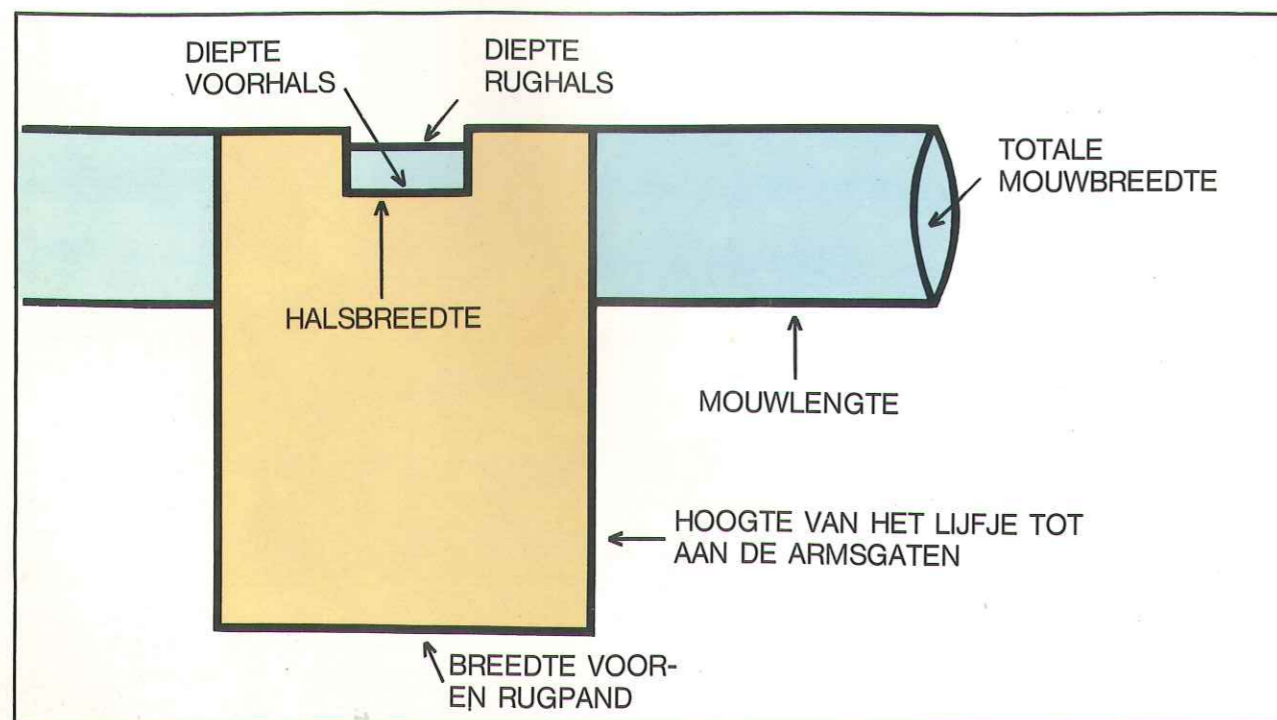 DIEPTE
VOORHALS
DIEPTE
RUGHALS
TOTALE
MOUWBREEDTE
HALSBREEDTE
MOUWLENGTE
HOOGTE VAN HET LIJFJE TOT
AAN DE ARMSGATEN
BREEDTE VOOR-
EN RUGPAND